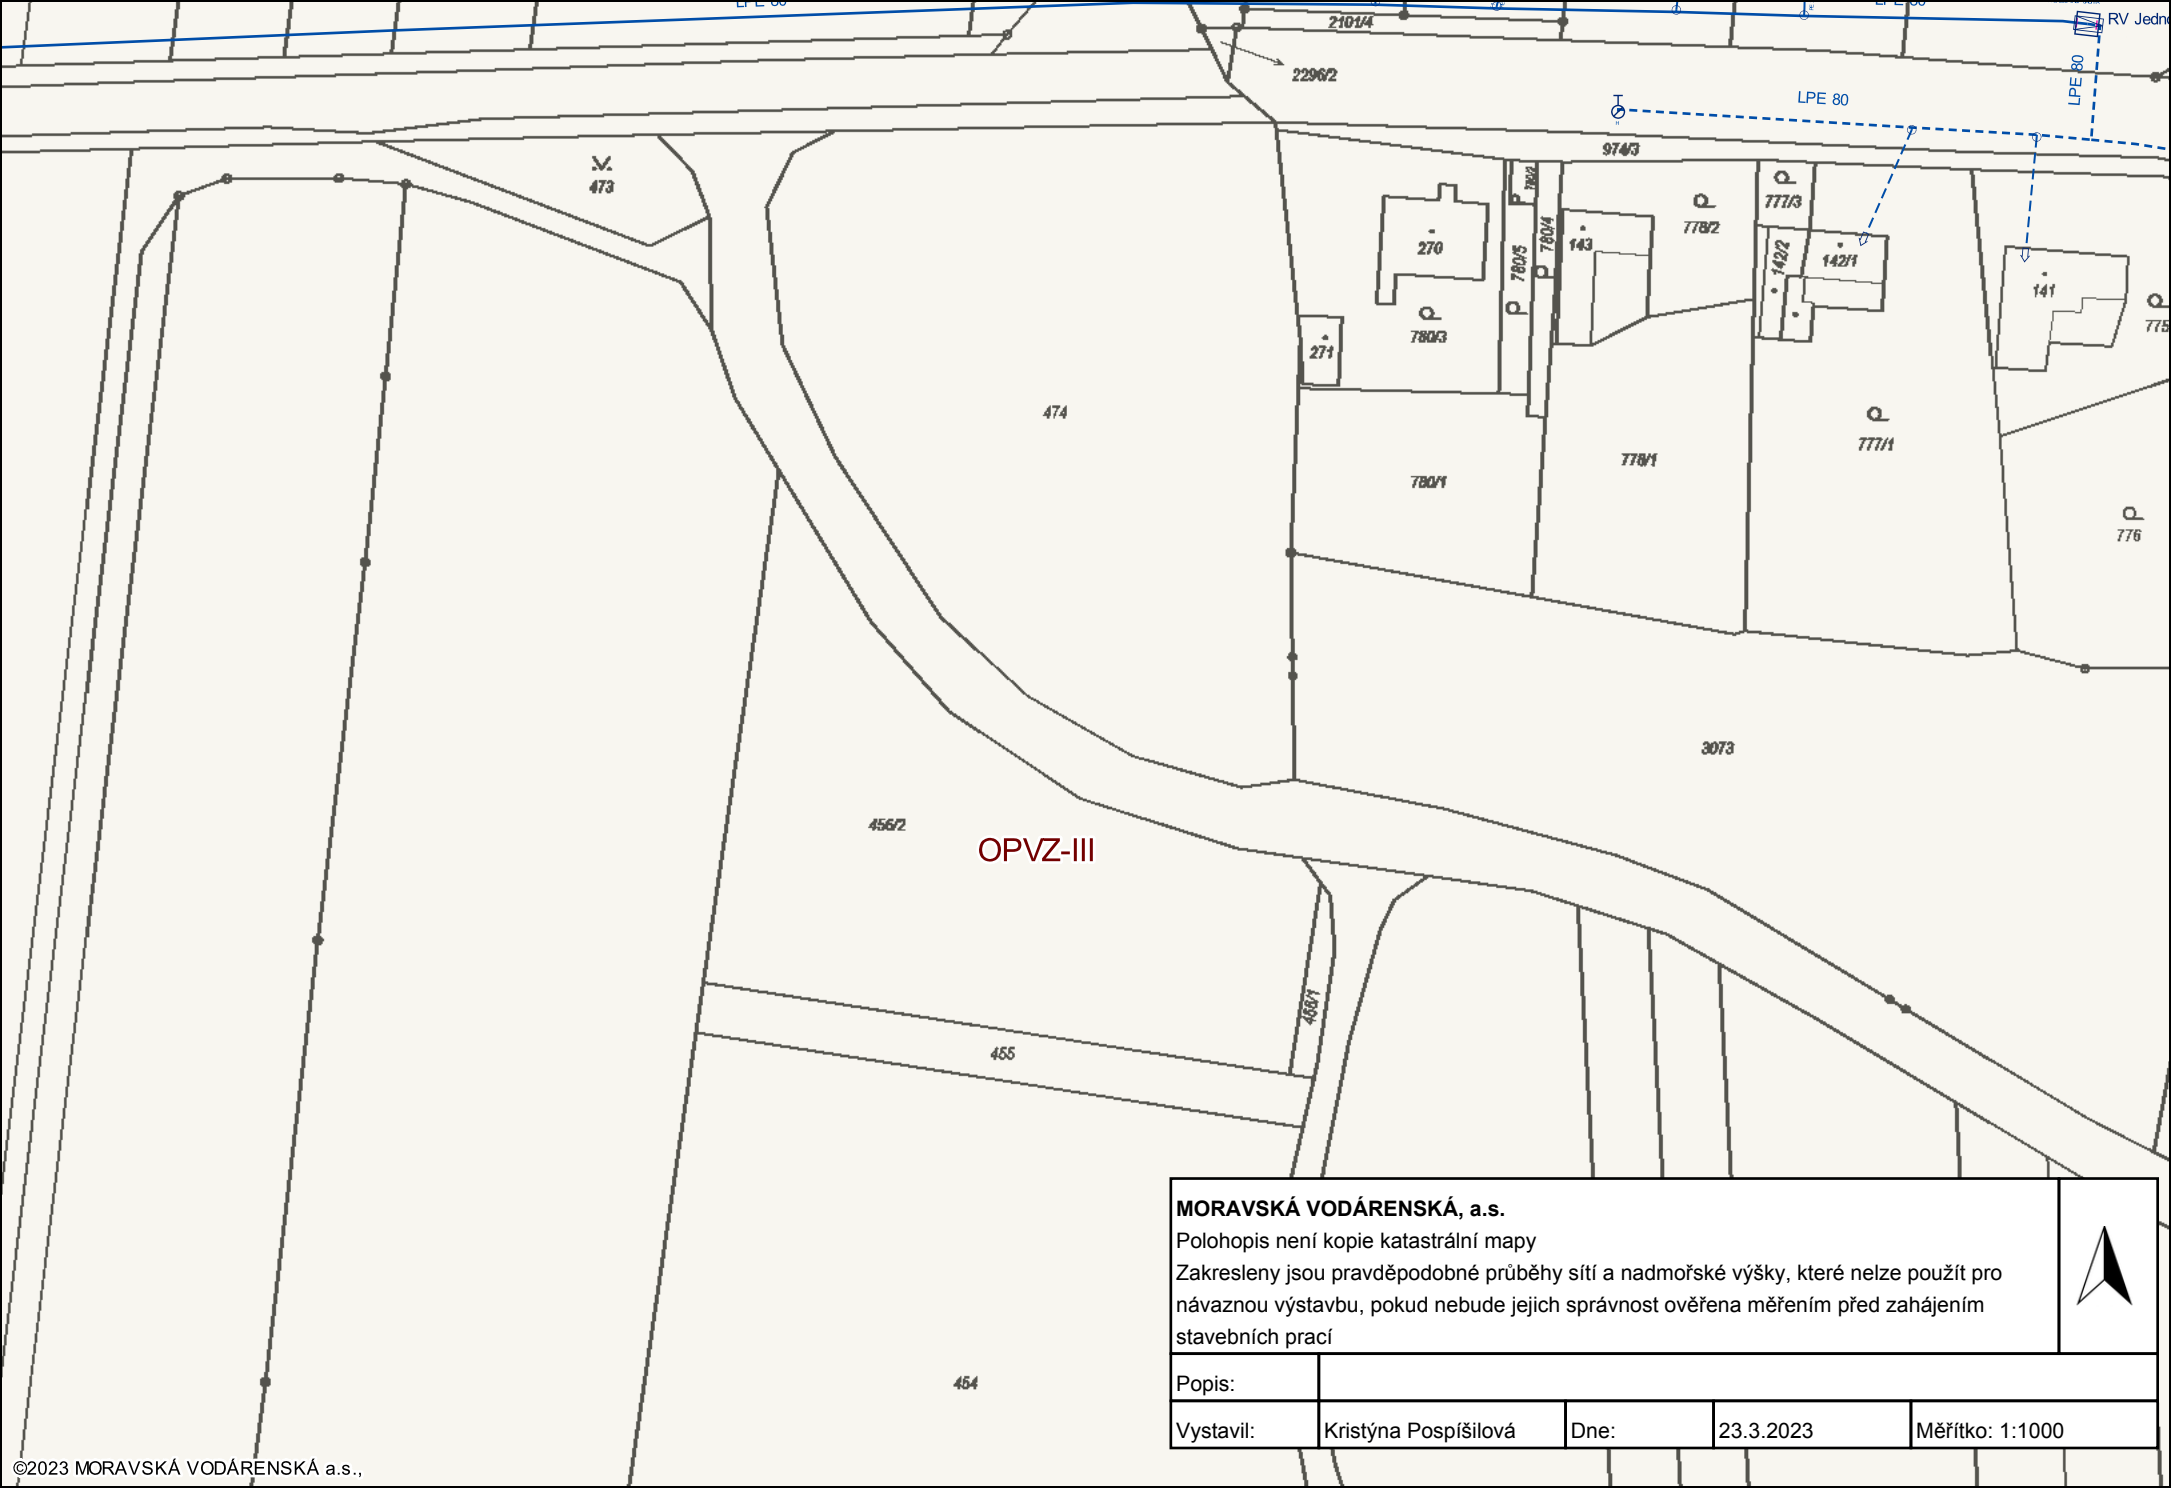 LPE 80
LPE 80
RV Jedno
2101/4
2296/2
LPE 80
LPE 80
974/3
473
780/2
777/3
778/2
780/4
143
270
780/5
142/2
142/1
141
775
780/3
271
474
777/1
778/1
780/1
776
3073
456/2
OPVZ-III
466/1
455
454
MORAVSKÁ VODÁRENSKÁ, a.s.
Polohopis není kopie katastrální mapy
Zakresleny jsou pravděpodobné průběhy sítí a nadmořské výšky, které nelze použít pro
návaznou výstavbu, pokud nebude jejich správnost ověřena měřením před zahájením
stavebních prací
Popis:
Vystavil: Kristýna Pospíšilová Dne: 23.3.2023 Měřítko: 1:1000
©2023 MORAVSKÁ VODÁRENSKÁ a.s.,